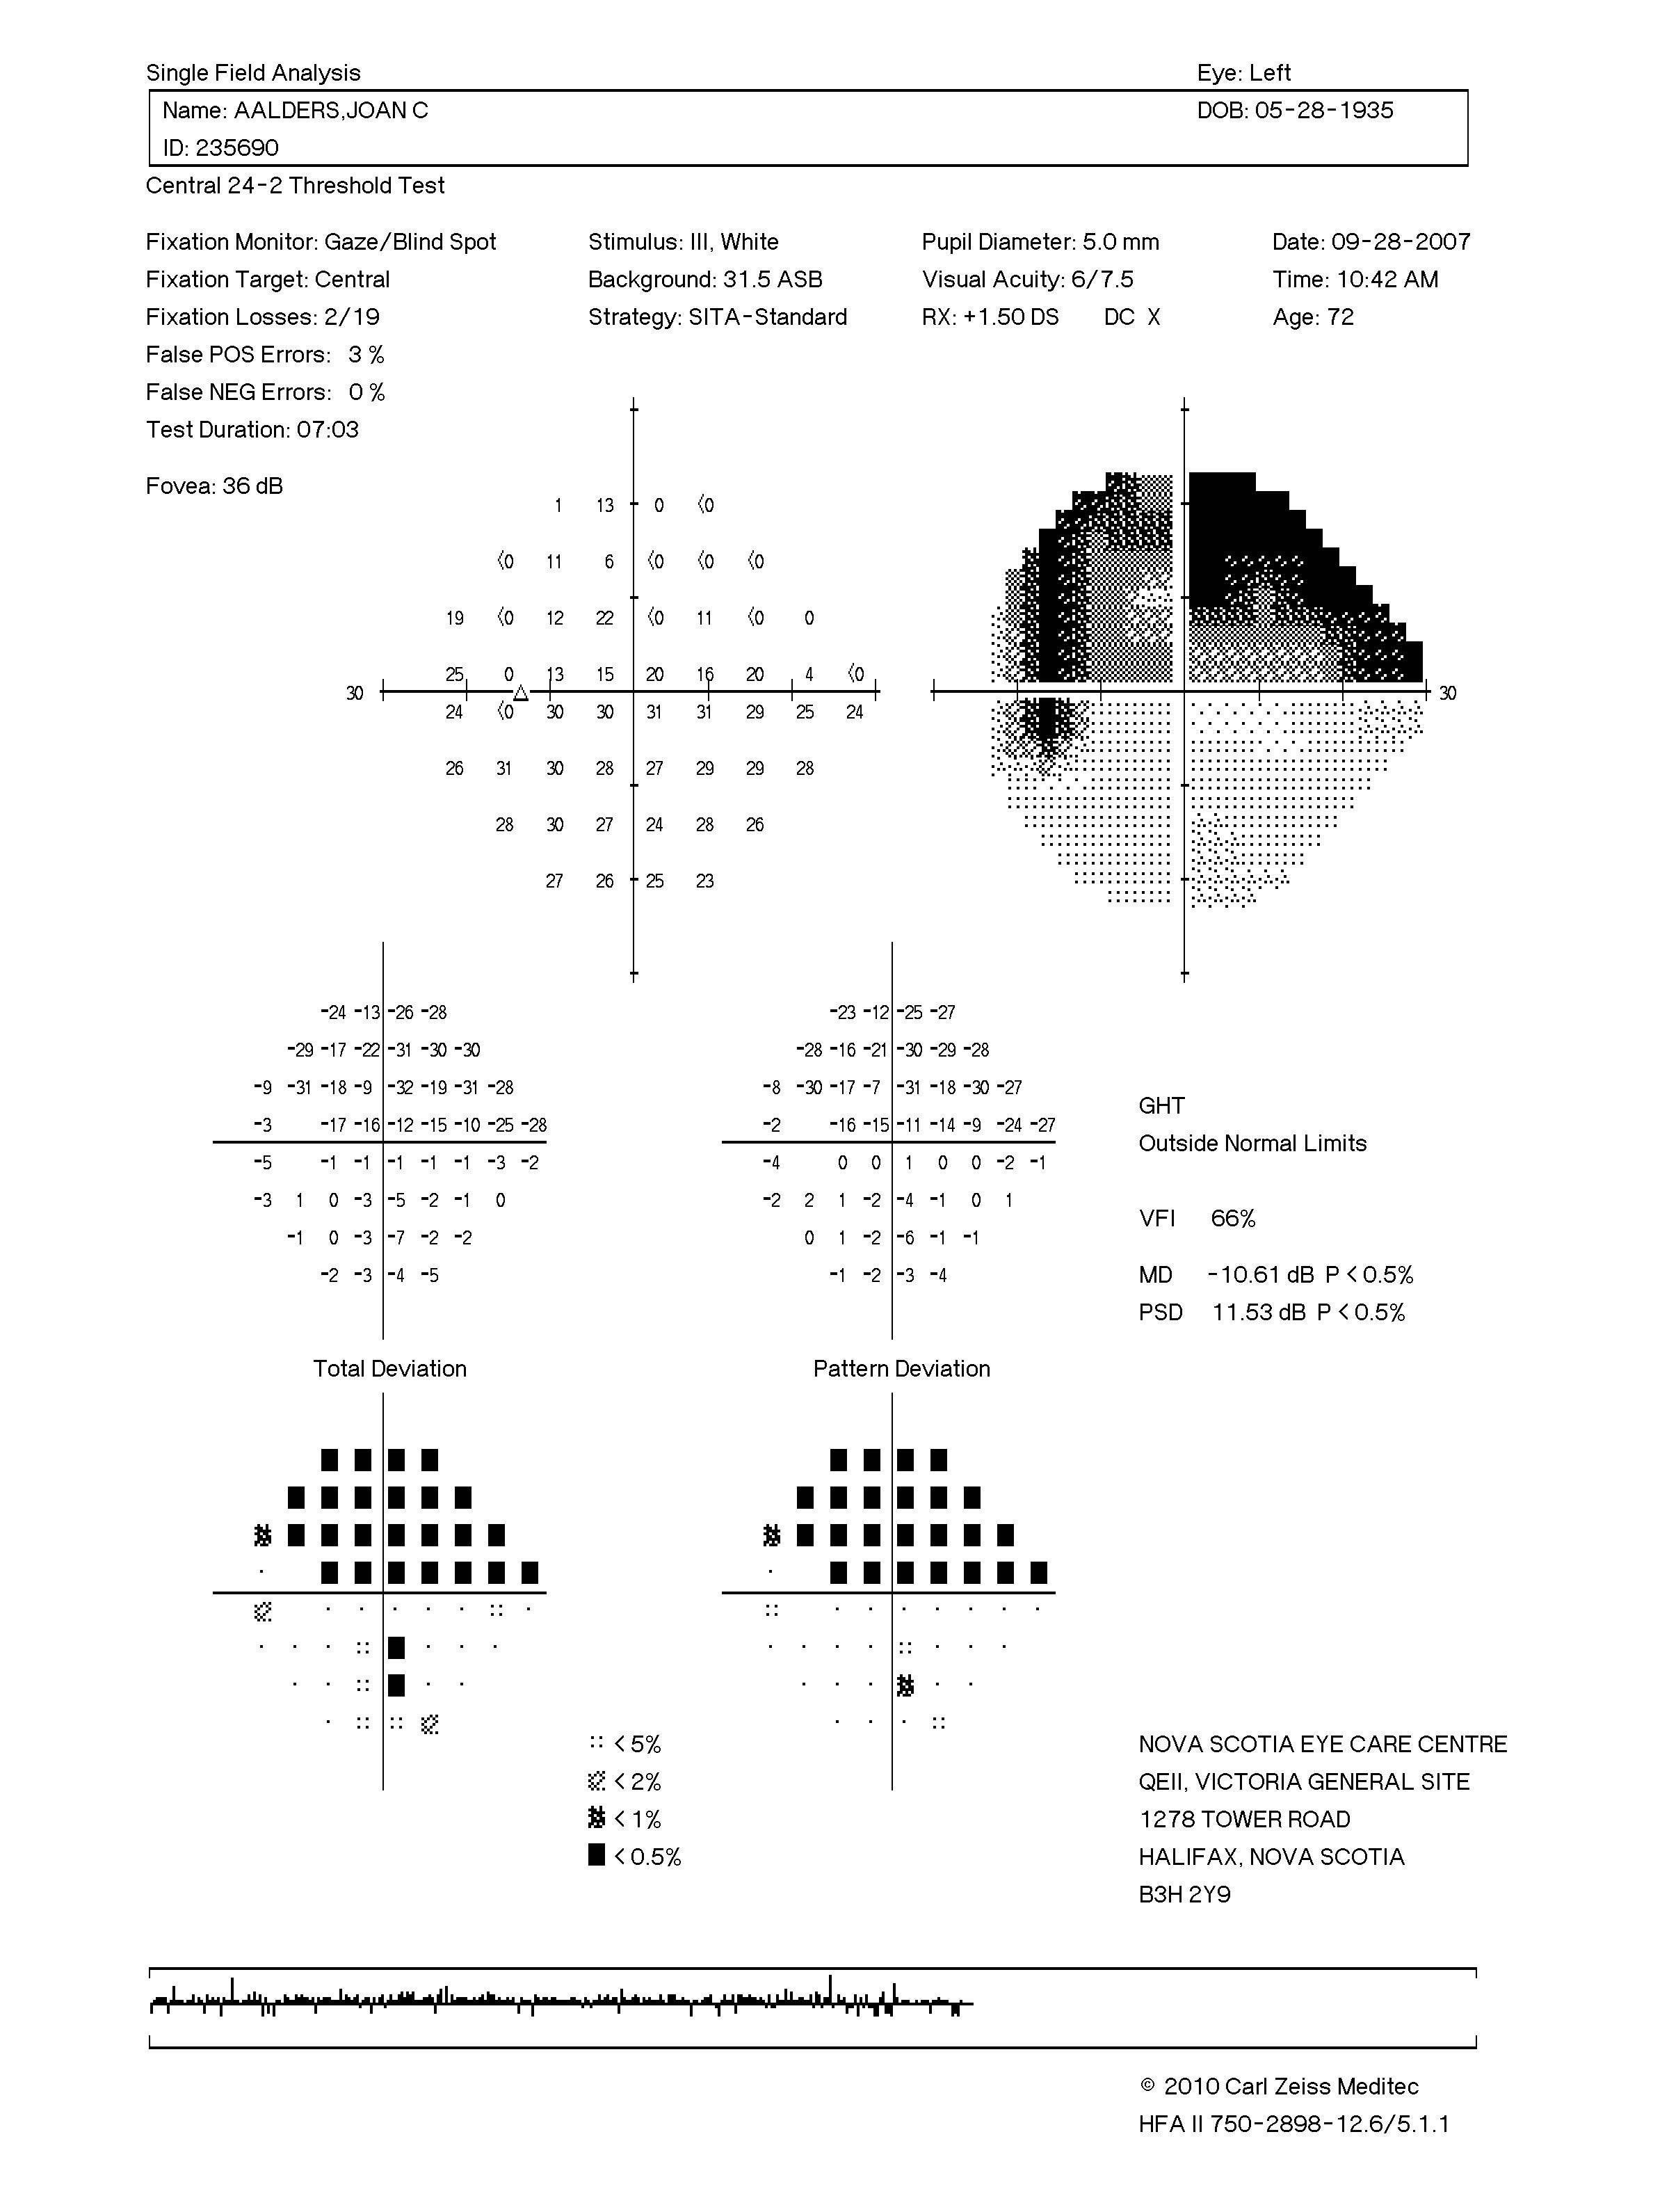 Single Field Analysis Eye: Left
Name: AALDERS,JOAN C DOB: 05-28-1935
ID: 235690
Central 24-2 Threshold Test
Fixation Monitor: Gaze/Blind Spot Stimulus: III, White Pupil Diameter: 5.0 mm Date: 09-28-2007
Fixation Target: Central Background: 31.5 ASB Visual Acuity: 6/7.5 Time: 10:42 AM
Fixation Losses: 2/19 Strategy: SITA-Standard RX: +1.50 DS DC X Age: 72
False POS Errors: 3 %
False NEG Errors: 0 %
Test Duration: 07:03
Fovea: 36 dB
1 13 0 <0
<0 11 6 <0 <0 <0
19 <0 12 22 <0 11 <0 0
25 0 13 15 20 16 20 4 <0
30 30
24 <0 30 30 31 31 29 25 24
26 31 30 28 27 29 29 28
28 30 27 24 28 26
27 26 25 23
-24 -13 -26 -28 -23 -12 -25 -27
-29 -17 -22 -31 -30 -30 -28 -16 -21 -30 -29 -28
-9 -31 -18 -9 -32 -19 -31 -28 -8 -30 -17 -7 -31 -18 -30 -27
GHT
-3 -17 -16 -12 -15 -10 -25 -28 -2 -16 -15 -11 -14 -9 -24 -27
Outside Normal Limits
-5 -1 -1 -1 -1 -1 -3 -2 -4 0 0 1 0 0 -2 -1
-3 1 0 -3 -5 -2 -1 0 -2 2 1 -2 -4 -1 0 1
VFI 66%
-1 0 -3 -7 -2 -2 0 1 -2 -6 -1 -1
-2 -3 -4 -5 -1 -2 -3 -4
MD -10.61 dB P < 0.5%
PSD 11.53 dB P < 0.5%
Total Deviation Pattern Deviation
< 5% NOVA SCOTIA EYE CARE CENTRE
< 2% QEII, VICTORIA GENERAL SITE
< 1% 1278 TOWER ROAD
< 0.5% HALIFAX, NOVA SCOTIA
B3H 2Y9
© 2010 Carl Zeiss Meditec
HFA II 750-2898-12.6/5.1.1